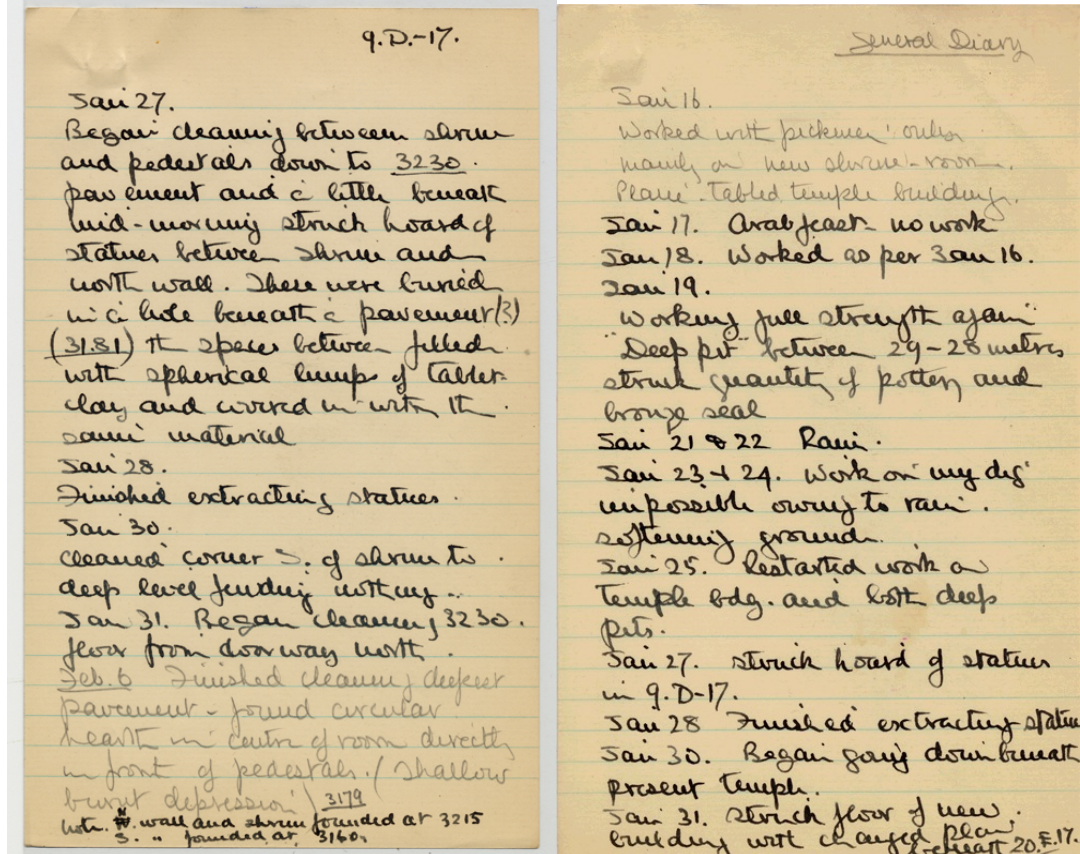 9.D.-17.
Jan 27.
Began cleaning between shrine
and pedestals down to 3230.
pavement and a little beneath
mid-morning struck hoard of
statues between shrine and
north wall. These were buried
in a hole beneath a pavement (?)
(31.81) the spaces between filled
with spherical lumps of tablet
clay and covered in with the
same material
Jan 28.
Finished extracting statues.
Jan 30.
cleaned corner S. of shrine to
deep level finding nothing..
Jan 31. Began cleaning 3230.
floor from doorway north.
Feb. 6 Finished cleaning deepest
pavement - found circular
hearth in centre of room directly
in front of pedestals. (Shallow
burnt depression) 3179
note. N. wall and shrine founded at 3215
S. " founded at 3160.
General Diary
Jan 16.
Worked with pickmen only
mainly on new shrine-room.
Plane-tabled temple building.
Jan 17. Arab feast - no work
Jan 18. Worked as per Jan 16.
Jan 19.
Working full strength again
"Deep pit" between 29-28 metres
struck quantity of pottery and
bronze seal
Jan 21 & 22 Rain.
Jan 23 + 24. Work on my dig
impossible owing to rain.
softening ground.
Jan 25. Restarted work on
temple bdg. and both deep
pits.
Jan 27. struck hoard of statues
in 9.D-17.
Jan 28 Finished extracting statue
Jan 30. Began going down beneath
present temple.
Jan 31. Struck floor of new.
building with changed plan
beneath 20.E.17.